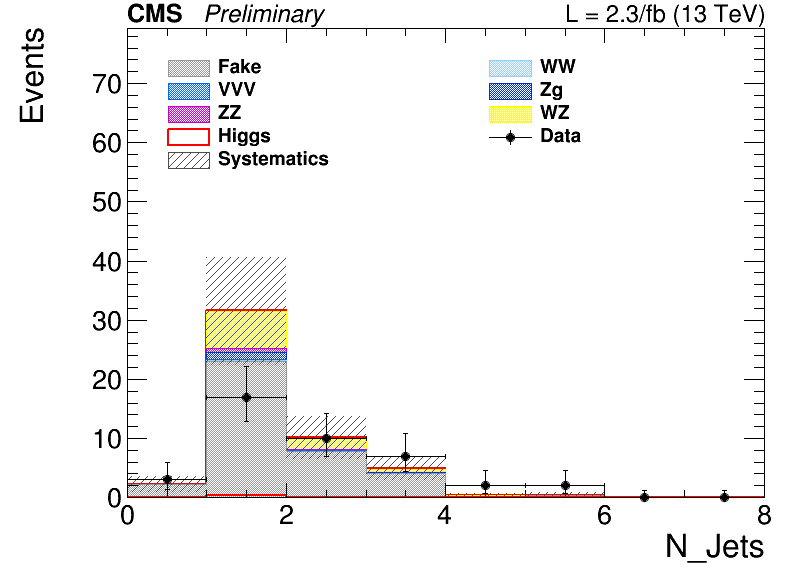 CMS Preliminary L = 2.3/fb (13 TeV)
Events
Fake WW
VVV Zg
ZZ WZ
Higgs Data
Systematics
70
60
50
40
30
20
10
0
0 2 4 6 8
N_Jets